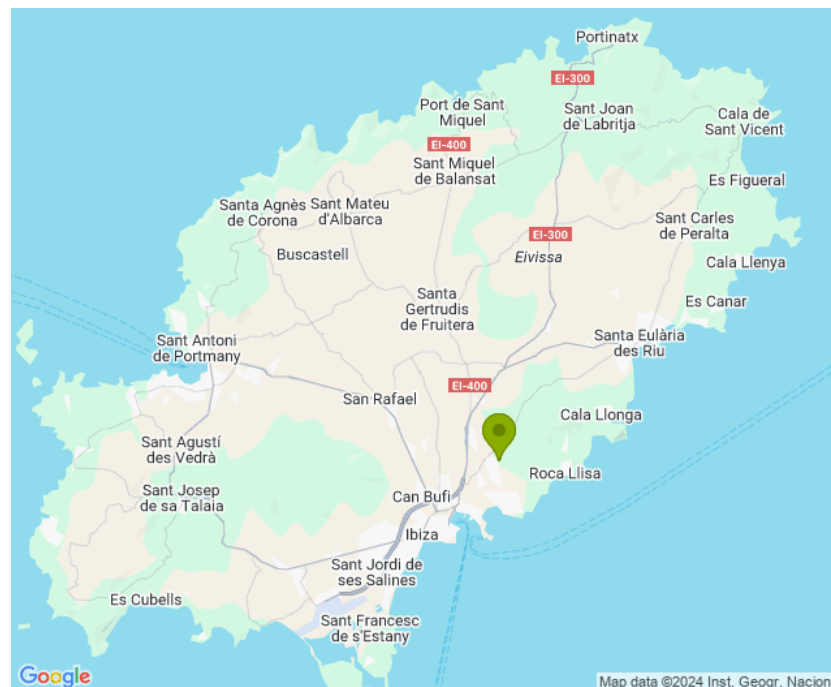 Portinatx
EI-300
Port de Sant
Miquel
Sant Joan
de Labritja
Cala de
Sant Vicent
EI-400
Sant Miquel
de Balansat
Es Figueral
Santa Agnès
de Corona
Sant Mateu
d'Albarca
Sant Carles
de Peralta
EI-300
Buscastell
Eivissa
Cala Llenya
Santa
Gertrudis
de Fruitera
Es Canar
Sant Antoni
de Portmany
Santa Eulària
des Riu
EI-400
San Rafael
Cala Llonga
Sant Agustí
des Vedrà
Roca Llisa
Sant Josep
de sa Talaia
Can Bufi
Ibiza
Sant Jordi de
ses Salines
Es Cubells
Sant Francesc
de s'Estany
Google
Map data ©2024 Inst. Geogr. Nacion